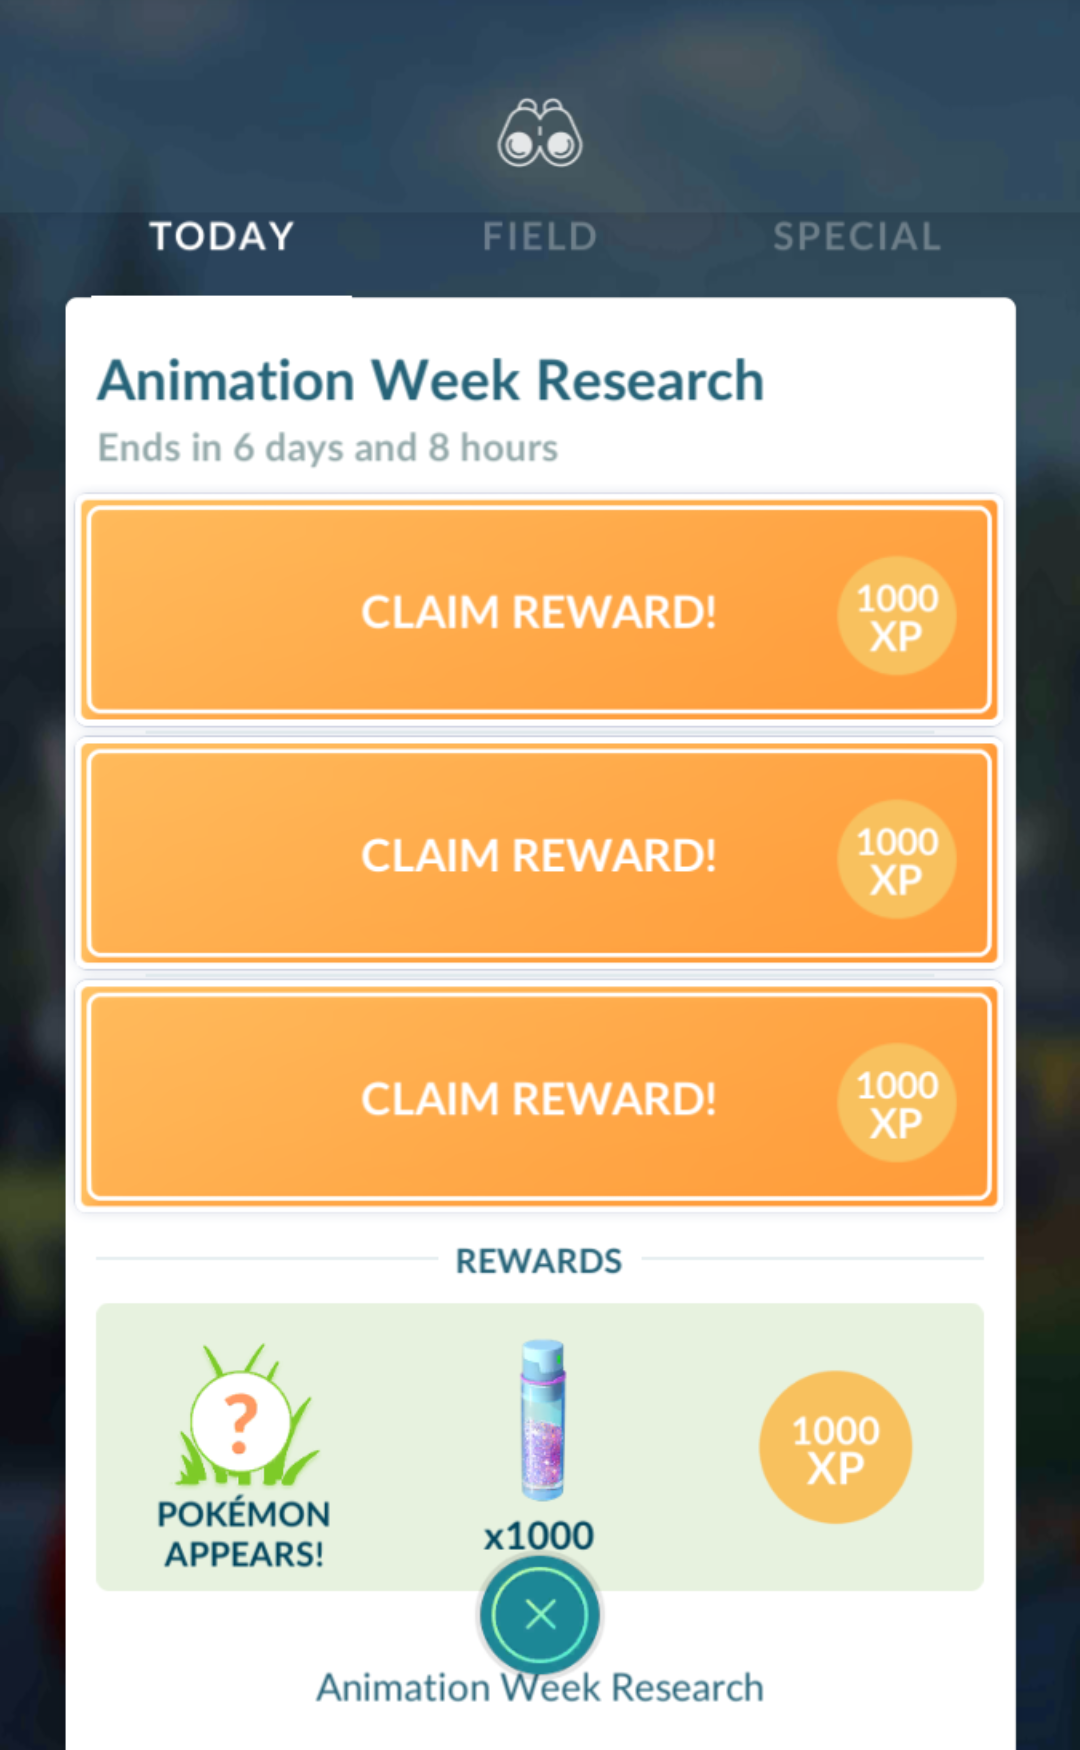 TODAY FIELD SPECIAL
Animation Week Research
Ends in 6 days and 8 hours
CLAIM REWARD!
1000
XP
CLAIM REWARD!
1000
XP
CLAIM REWARD!
1000
XP
REWARDS
?
POKÉMON
APPEARS!
x1000
1000
XP
Animation Week Research